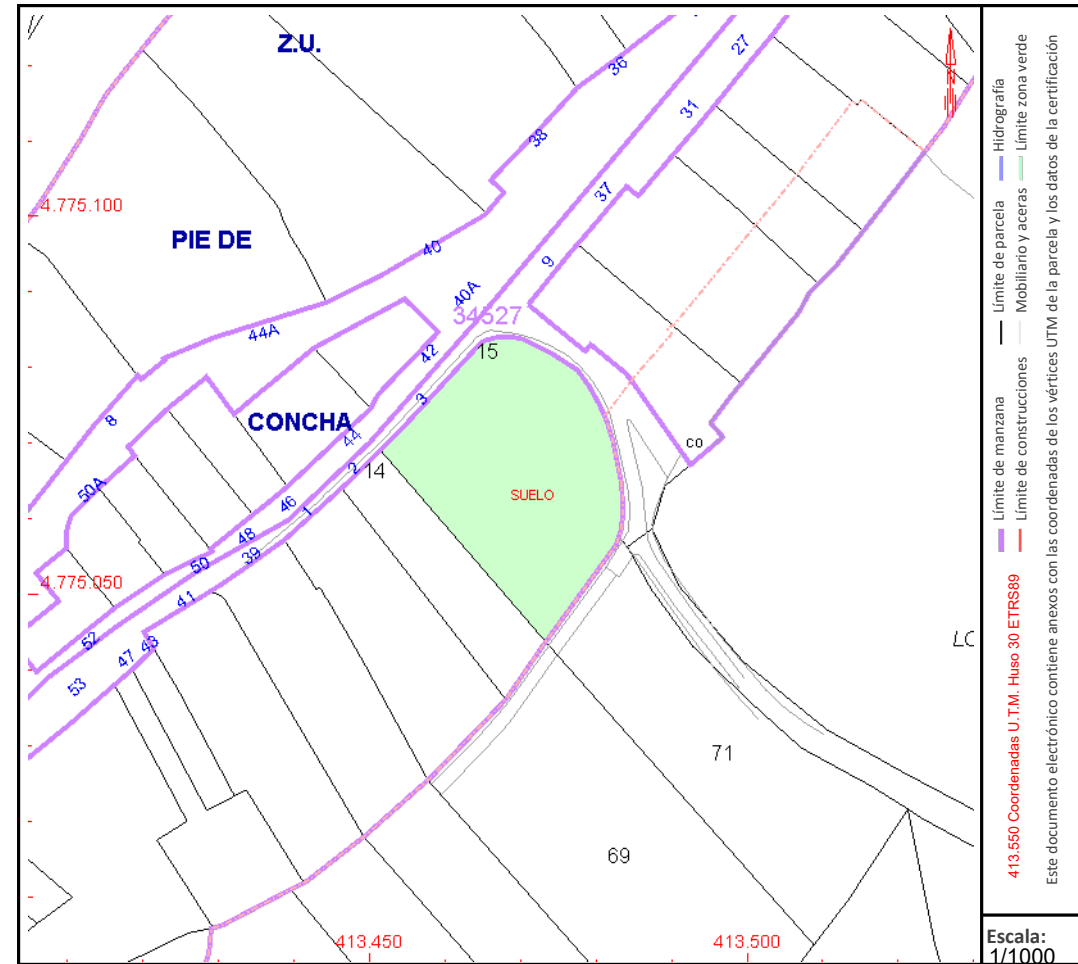 Z.U.
36
27
31
38
37
4.775.100
PIE DE
40
9
40A
44A
34527
15
42
3
8
CONCHA
44
14
2
CO
50A
46
1
SUELO
48
39
50
4.775.050
41
52
43
47
53
LC
71
69
413.450
413.500
Límite de manzana
Límite de parcela
Hidrografía
Límite de construcciones
Mobiliario y aceras
Límite zona verde
413.550 Coordenadas U.T.M. Huso 30 ETRS89
Este documento electrónico contiene anexos con las coordenadas de los vértices UTM de la parcela y los datos de la certificación
Escala:
1/1000